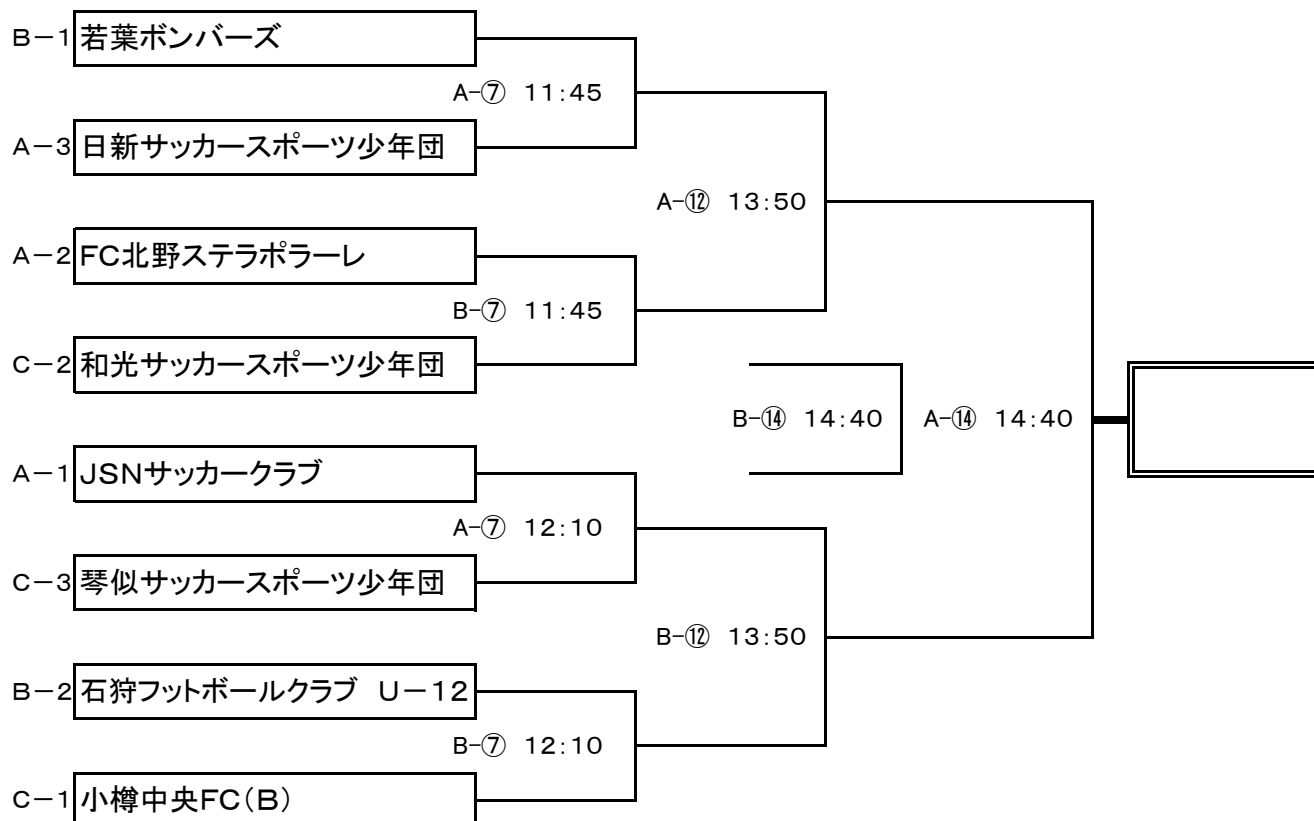 B－1 若葉ボンバーズ
A-⑦ 11:45
A－3 日新サッカースポーツ少年団
A-⑫ 13:50
A－2 FC北野ステラポラーレ
B-⑦ 11:45
C－2 和光サッカースポーツ少年団
B-⑭ 14:40 A-⑭ 14:40
A－1 JSNサッカークラブ
A-⑦ 12:10
C－3 琴似サッカースポーツ少年団
B-⑫ 13:50
B－2 石狩フットボールクラブ U－12
B-⑦ 12:10
C－1 小樽中央FC(B)